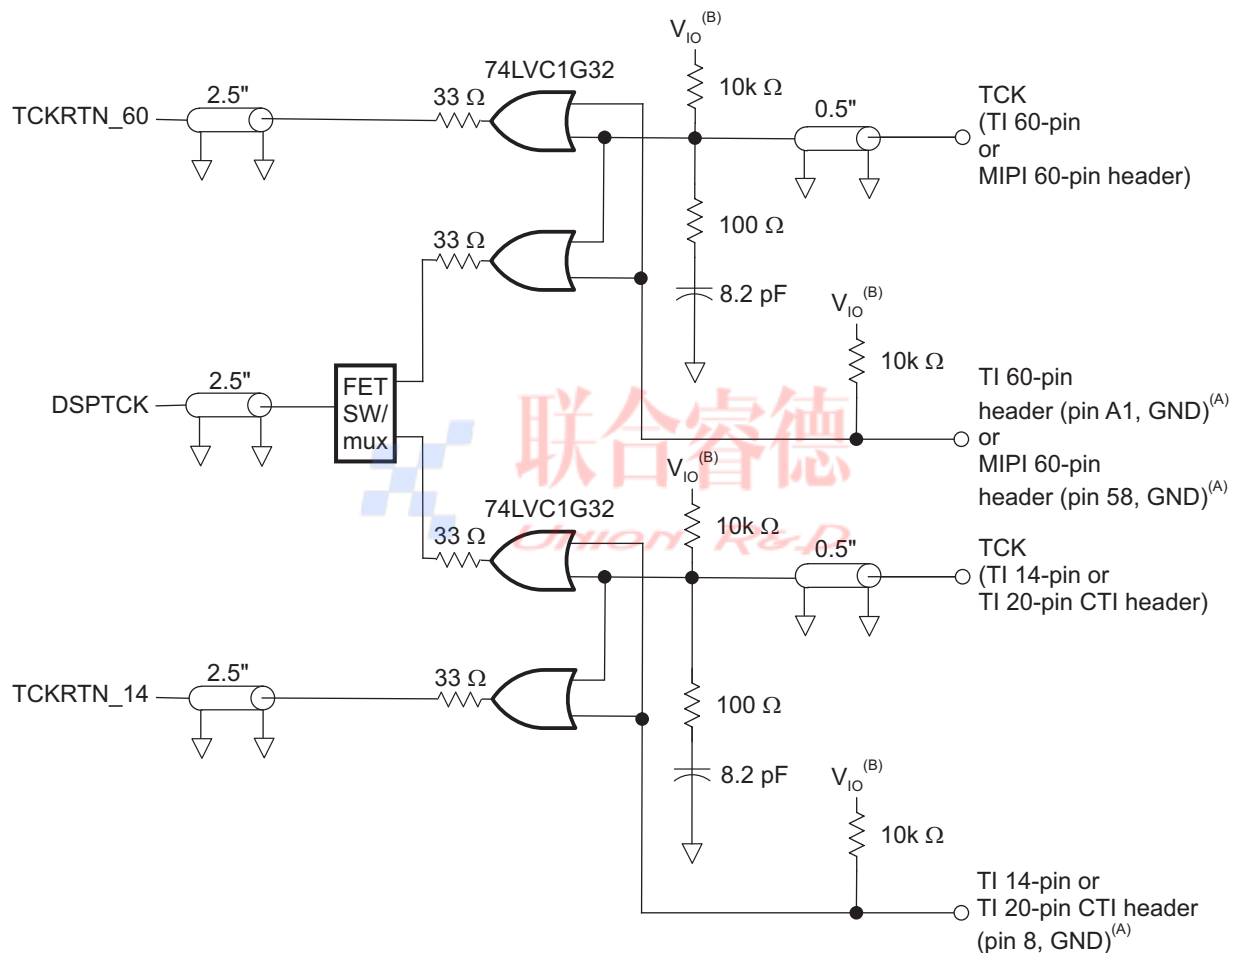 V_IO^(B)
74LVC1G32
10k Ω
TCKRTN_60
2.5"
33 Ω
0.5"
TCK
(TI 60-pin
or
MIPI 60-pin header)
33 Ω
100 Ω
8.2 pF
V_IO^(B)
10k Ω
DSPTCK
2.5"
FET
SW/
mux
TI 60-pin
header (pin A1, GND)^(A)
or
MIPI 60-pin
header (pin 58, GND)^(A)
联合睿德
UNION R&D
V_IO^(B)
74LVC1G32
10k Ω
33 Ω
0.5"
TCK
(TI 14-pin or
TI 20-pin CTI header)
TCKRTN_14
2.5"
33 Ω
100 Ω
8.2 pF
V_IO^(B)
10k Ω
TI 14-pin or
TI 20-pin CTI header
(pin 8, GND)^(A)